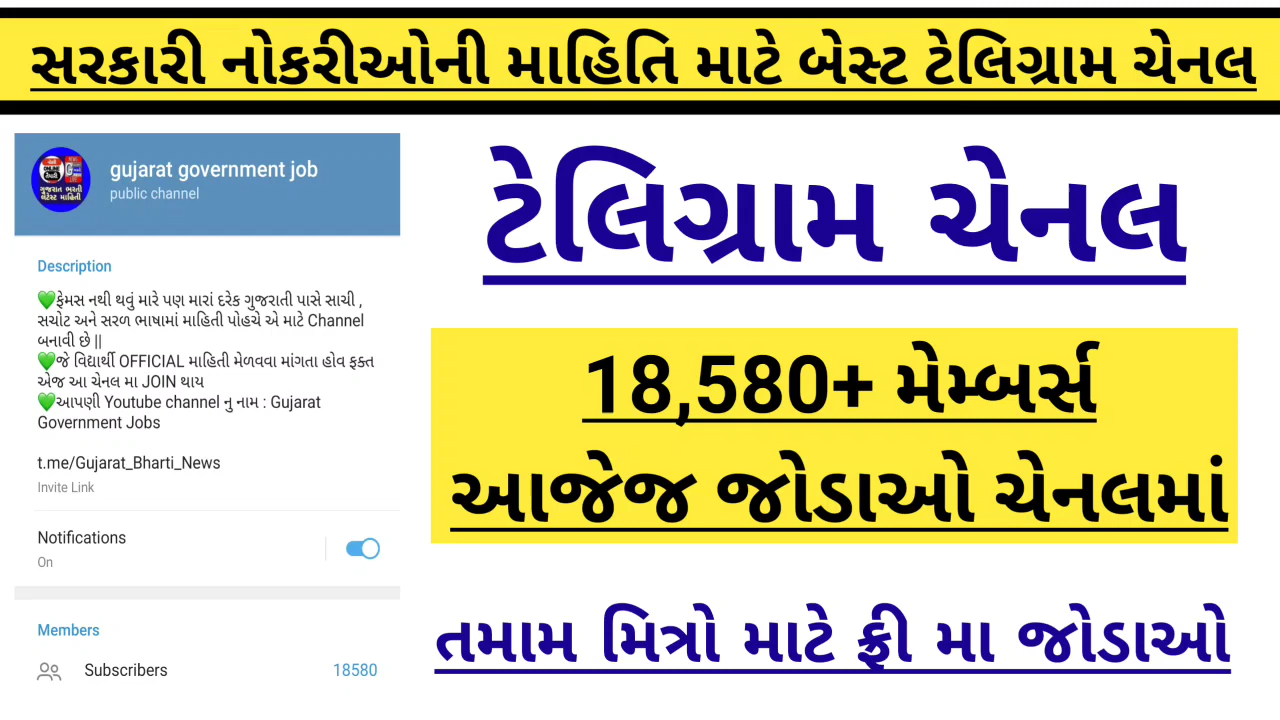 સરકારી નોકરીઓની માહિતિ માટે બેસ્ટ ટેલિગ્રામ ચેનલ
gujarat government job
public channel
ગુજરાત ભરતી
લેટેસ્ટ માહિતી
Description
💚ફેમસ નથી થવું મારે પણ મારાં દરેક ગુજરાતી પાસે સાચી ,
સચોટ અને સરળ ભાષામાં માહિતી પોહચે એ માટે Channel
બનાવી છે ||
💚જે વિદ્યાર્થી OFFICIAL માહિતી મેળવવા માંગતા હોવ ફક્ત
એજ આ ચેનલ મા JOIN થાય
💚આપણી Youtube channel નુ નામ : Gujarat
Government Jobs
t.me/Gujarat_Bharti_News
Invite Link
Notifications
On
Members
Subscribers 18580
ટેલિગ્રામ ચેનલ
18,580+ મેમ્બર્સ
આજેજ જોડાઓ ચેનલમાં
તમામ મિત્રો માટે ફ્રી મા જોડાઓ